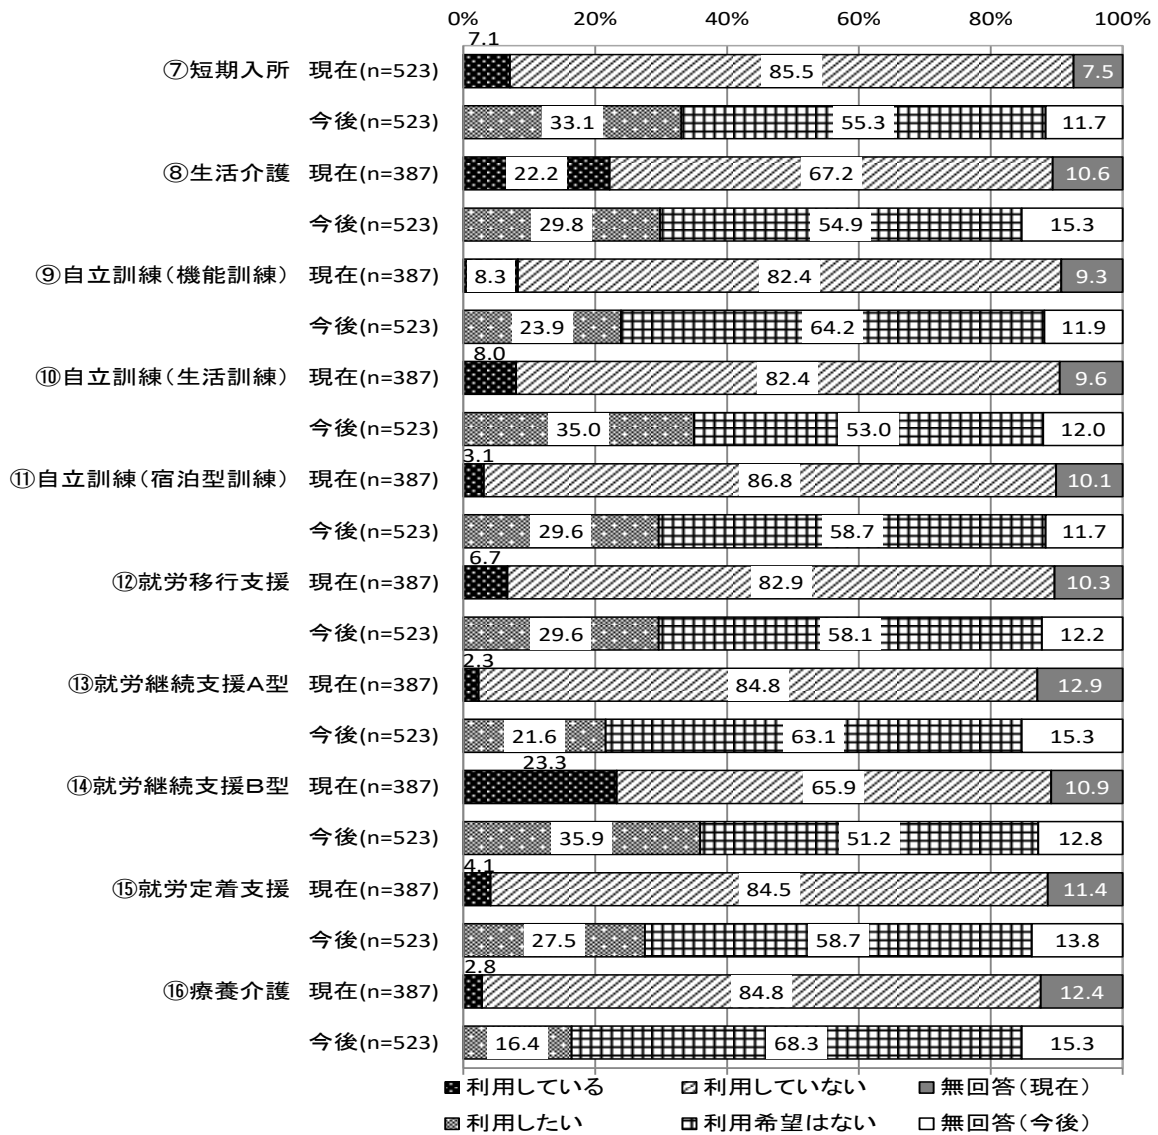 0% 20% 40% 60% 80% 100%
⑦短期入所 現在(n=523) 7.1 85.5 7.5
今後(n=523) 33.1 55.3 11.7
⑧生活介護 現在(n=387) 22.2 67.2 10.6
今後(n=523) 29.8 54.9 15.3
⑨自立訓練(機能訓練) 現在(n=387) 8.3 82.4 9.3
今後(n=523) 23.9 64.2 11.9
⑩自立訓練(生活訓練) 現在(n=387) 8.0 82.4 9.6
今後(n=523) 35.0 53.0 12.0
⑪自立訓練(宿泊型訓練) 現在(n=387) 3.1 86.8 10.1
今後(n=523) 29.6 58.7 11.7
⑫就労移行支援 現在(n=387) 6.7 82.9 10.3
今後(n=523) 29.6 58.1 12.2
⑬就労継続支援A型 現在(n=387) 2.3 84.8 12.9
今後(n=523) 21.6 63.1 15.3
⑭就労継続支援B型 現在(n=387) 23.3 65.9 10.9
今後(n=523) 35.9 51.2 12.8
⑮就労定着支援 現在(n=387) 4.1 84.5 11.4
今後(n=523) 27.5 58.7 13.8
⑯療養介護 現在(n=387) 2.8 84.8 12.4
今後(n=523) 16.4 68.3 15.3
利用している 利用していない 無回答(現在)
利用したい 利用希望はない 無回答(今後)